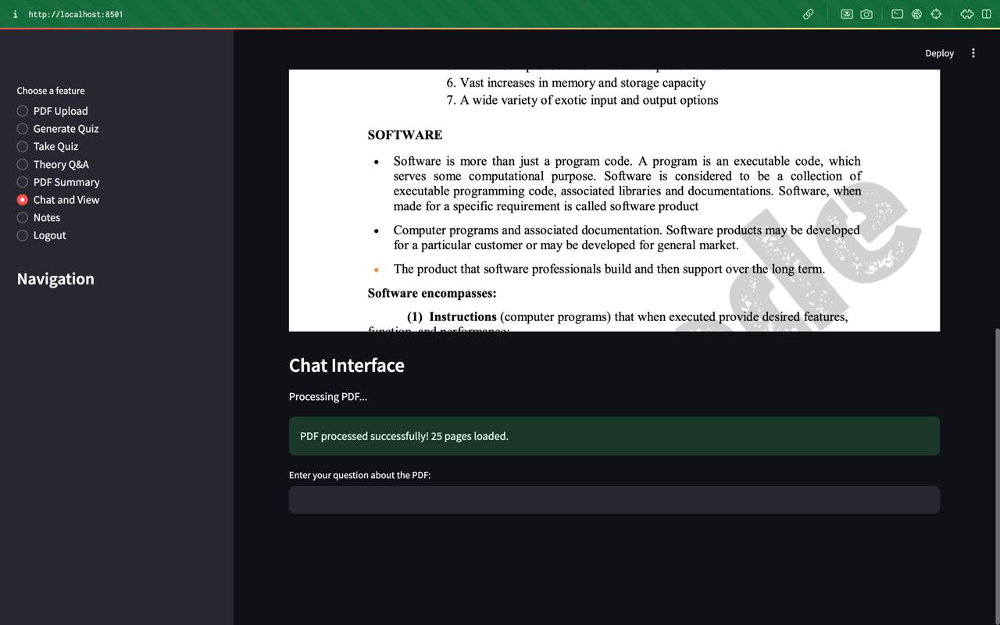 http://localhost:8501
Deploy
Choose a feature
PDF Upload
Generate Quiz
Take Quiz
Theory Q&A
PDF Summary
Chat and View
Notes
Logout
Navigation
6. Vast increases in memory and storage capacity
7. A wide variety of exotic input and output options
SOFTWARE
• Software is more than just a program code. A program is an executable code, which
serves some computational purpose. Software is considered to be a collection of
executable programming code, associated libraries and documentations. Software, when
made for a specific requirement is called software product
• Computer programs and associated documentation. Software products may be developed
for a particular customer or may be developed for general market.
• The product that software professionals build and then support over the long term.
Software encompasses:
(1) Instructions (computer programs) that when executed provide desired features,
function, and performance;
Chat Interface
Processing PDF...
PDF processed successfully! 25 pages loaded.
Enter your question about the PDF: